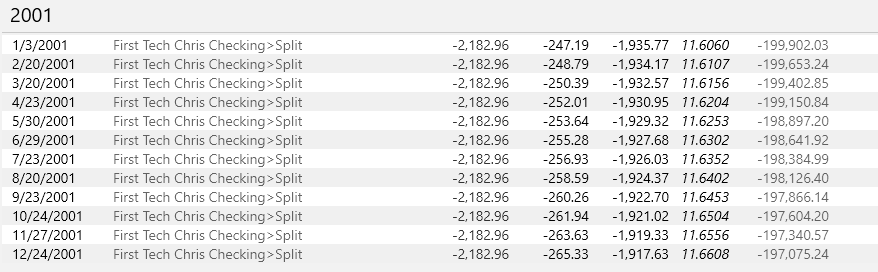 2001
1/3/2001 First Tech Chris Checking>Split -2,182.96 -247.19 -1,935.77 11.6060 -199,902.03
2/20/2001 First Tech Chris Checking>Split -2,182.96 -248.79 -1,934.17 11.6107 -199,653.24
3/20/2001 First Tech Chris Checking>Split -2,182.96 -250.39 -1,932.57 11.6156 -199,402.85
4/23/2001 First Tech Chris Checking>Split -2,182.96 -252.01 -1,930.95 11.6204 -199,150.84
5/30/2001 First Tech Chris Checking>Split -2,182.96 -253.64 -1,929.32 11.6253 -198,897.20
6/29/2001 First Tech Chris Checking>Split -2,182.96 -255.28 -1,927.68 11.6302 -198,641.92
7/23/2001 First Tech Chris Checking>Split -2,182.96 -256.93 -1,926.03 11.6352 -198,384.99
8/20/2001 First Tech Chris Checking>Split -2,182.96 -258.59 -1,924.37 11.6402 -198,126.40
9/23/2001 First Tech Chris Checking>Split -2,182.96 -260.26 -1,922.70 11.6453 -197,866.14
10/24/2001 First Tech Chris Checking>Split -2,182.96 -261.94 -1,921.02 11.6504 -197,604.20
11/27/2001 First Tech Chris Checking>Split -2,182.96 -263.63 -1,919.33 11.6556 -197,340.57
12/24/2001 First Tech Chris Checking>Split -2,182.96 -265.33 -1,917.63 11.6608 -197,075.24